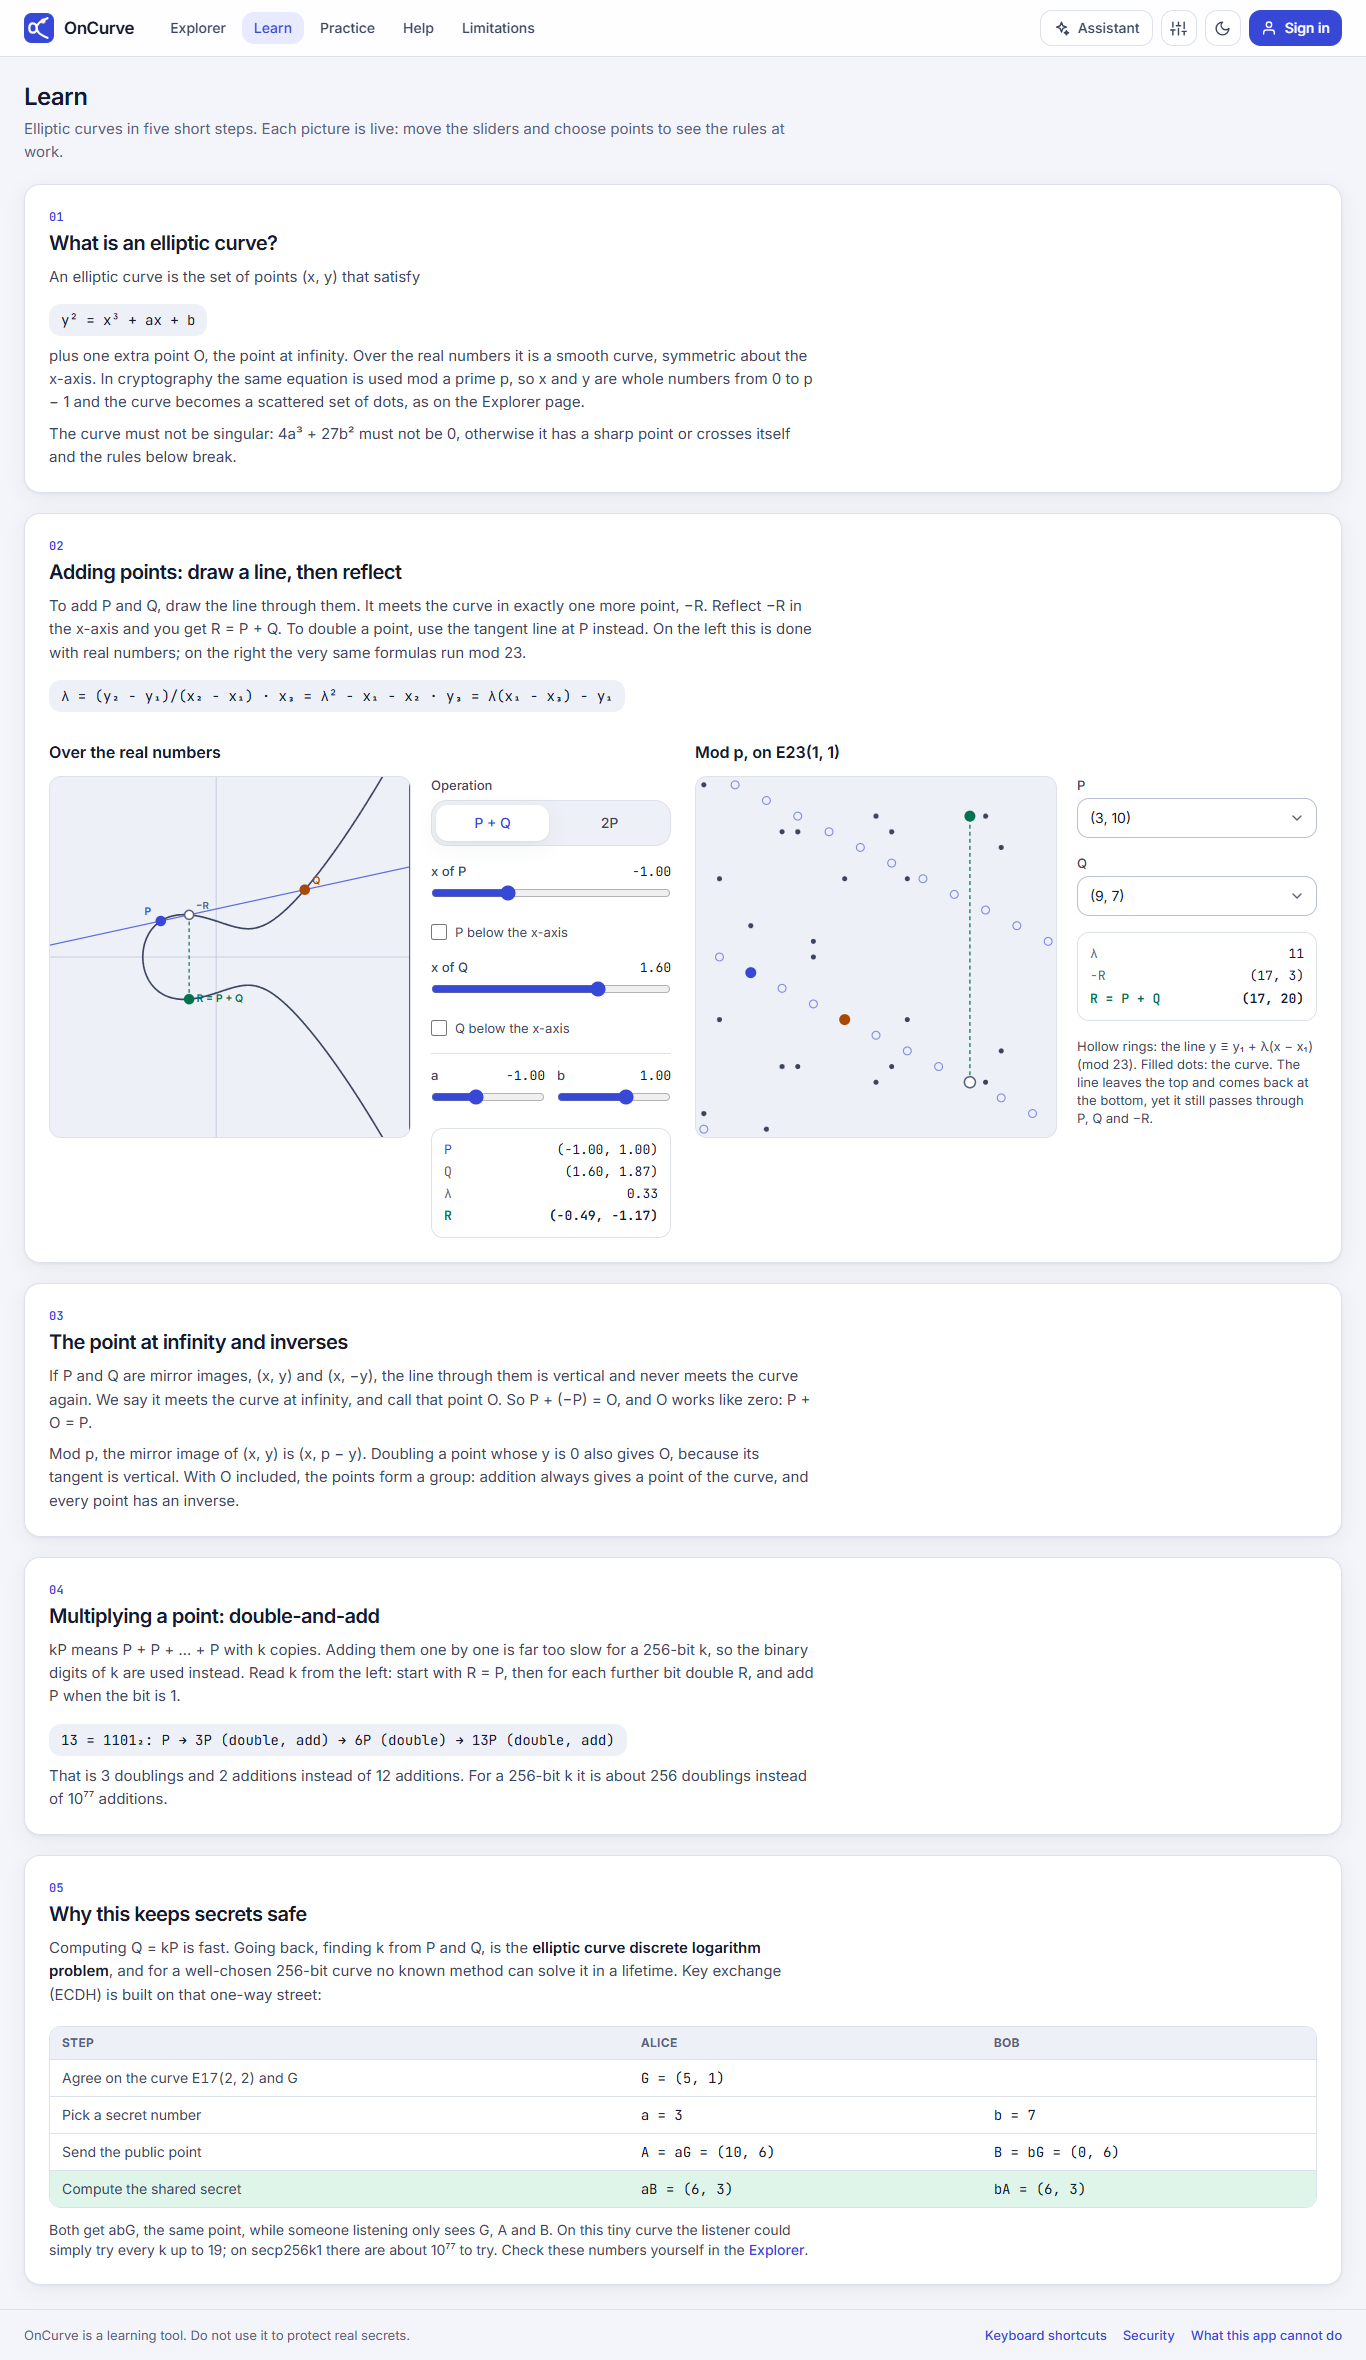 OnCurve
Explorer
Learn
Practice
Help
Limitations
Assistant
Sign in
Learn
Elliptic curves in five short steps. Each picture is live: move the sliders and choose points to see the rules at
work.
01
What is an elliptic curve?
An elliptic curve is the set of points (x, y) that satisfy
y² = x³ + ax + b
plus one extra point O, the point at infinity. Over the real numbers it is a smooth curve, symmetric about the
x-axis. In cryptography the same equation is used mod a prime p, so x and y are whole numbers from 0 to p
− 1 and the curve becomes a scattered set of dots, as on the Explorer page.
The curve must not be singular: 4a³ + 27b² must not be 0, otherwise it has a sharp point or crosses itself
and the rules below break.
02
Adding points: draw a line, then reflect
To add P and Q, draw the line through them. It meets the curve in exactly one more point, −R. Reflect −R in
the x-axis and you get R = P + Q. To double a point, use the tangent line at P instead. On the left this is done
with real numbers; on the right the very same formulas run mod 23.
λ = (y₂ - y₁)/(x₂ - x₁) · x₃ = λ² - x₁ - x₂ · y₃ = λ(x₁ - x₃) - y₁
Over the real numbers
P
−R
Q
R = P + Q
Operation
P + Q
2P
x of P -1.00
P below the x-axis
x of Q 1.60
Q below the x-axis
a -1.00 b 1.00
P (-1.00, 1.00)
Q (1.60, 1.87)
λ 0.33
R (-0.49, -1.17)
Mod p, on E23(1, 1)
P
(3, 10)
Q
(9, 7)
λ 11
-R (17, 3)
R = P + Q (17, 20)
Hollow rings: the line y ≡ y₁ + λ(x − x₁)
(mod 23). Filled dots: the curve. The
line leaves the top and comes back at
the bottom, yet it still passes through
P, Q and −R.
03
The point at infinity and inverses
If P and Q are mirror images, (x, y) and (x, −y), the line through them is vertical and never meets the curve
again. We say it meets the curve at infinity, and call that point O. So P + (−P) = O, and O works like zero: P +
O = P.
Mod p, the mirror image of (x, y) is (x, p − y). Doubling a point whose y is 0 also gives O, because its
tangent is vertical. With O included, the points form a group: addition always gives a point of the curve, and
every point has an inverse.
04
Multiplying a point: double-and-add
kP means P + P + … + P with k copies. Adding them one by one is far too slow for a 256-bit k, so the binary
digits of k are used instead. Read k from the left: start with R = P, then for each further bit double R, and add
P when the bit is 1.
13 = 1101₂: P → 3P (double, add) → 6P (double) → 13P (double, add)
That is 3 doublings and 2 additions instead of 12 additions. For a 256-bit k it is about 256 doublings instead
of 10⁷⁷ additions.
05
Why this keeps secrets safe
Computing Q = kP is fast. Going back, finding k from P and Q, is the elliptic curve discrete logarithm
problem, and for a well-chosen 256-bit curve no known method can solve it in a lifetime. Key exchange
(ECDH) is built on that one-way street:
STEP ALICE BOB
Agree on the curve E17(2, 2) and G G = (5, 1)
Pick a secret number a = 3 b = 7
Send the public point A = aG = (10, 6) B = bG = (0, 6)
Compute the shared secret aB = (6, 3) bA = (6, 3)
Both get abG, the same point, while someone listening only sees G, A and B. On this tiny curve the listener could
simply try every k up to 19; on secp256k1 there are about 10⁷⁷ to try. Check these numbers yourself in the Explorer.
OnCurve is a learning tool. Do not use it to protect real secrets.
Keyboard shortcuts
Security
What this app cannot do